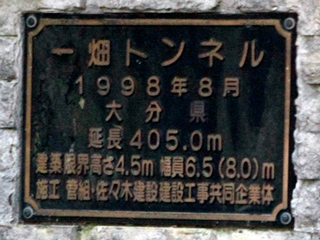 一畑トンネル
1998年8月
大分県
延長405.0m
建築限界高さ4.5m 幅員6.5(8.0)m
施工 菅組・佐々木建設建設工事共同企業体